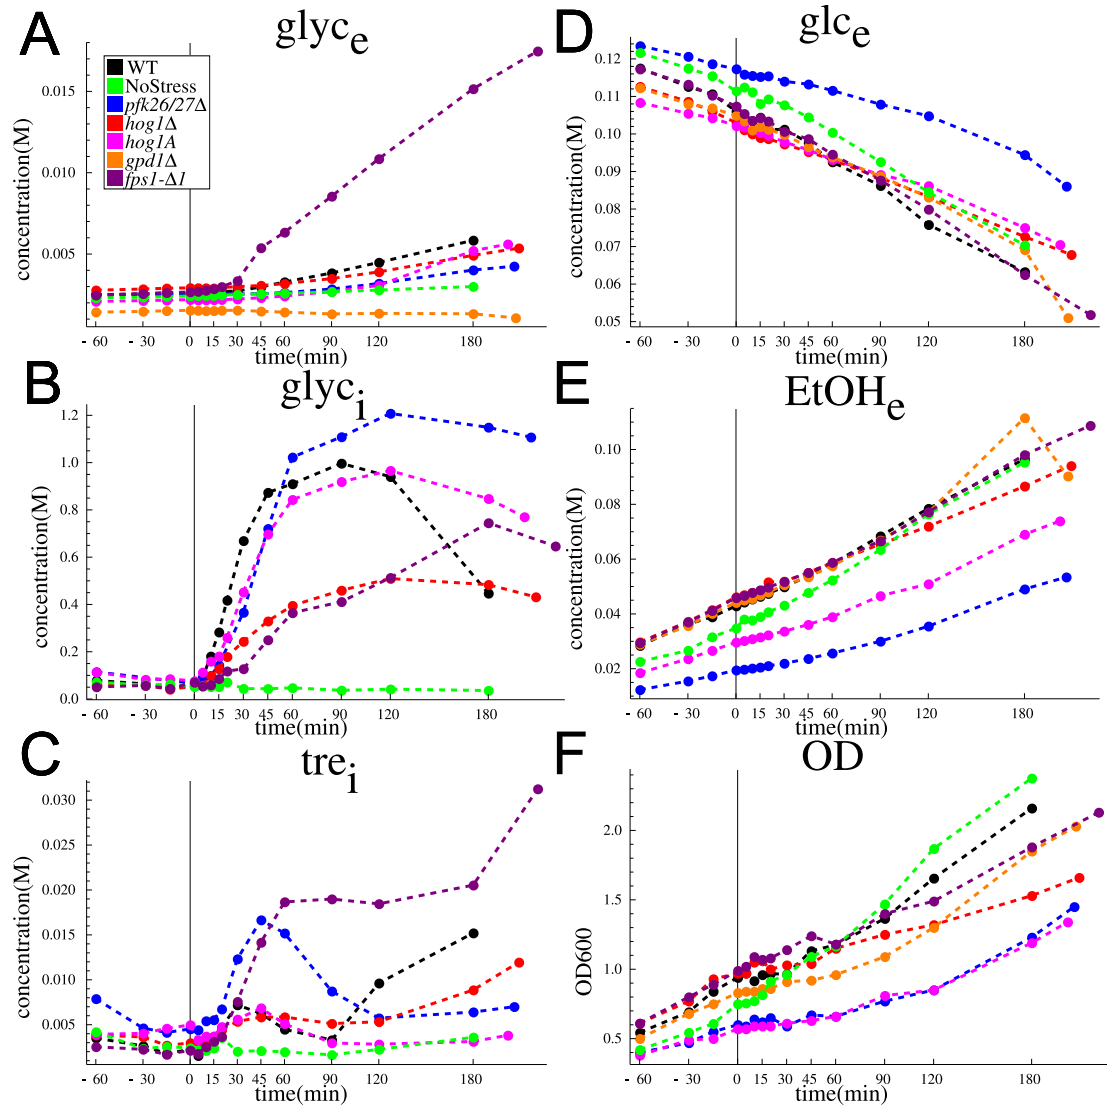 A
glyc e
concentration(M)
0.015
0.010
0.005
WT
NoStress
pfk26/27Δ
hog1Δ
hog1A
gpd1Δ
fps1-Δ1
- 60 - 30 0 15 30 45 60 90 120 180
time(min)
D
glc e
concentration(M)
0.12
0.11
0.10
0.09
0.08
0.07
0.06
0.05
- 60 - 30 0 15 30 45 60 90 120 180
time(min)
B
glyc i
concentration(M)
1.2
1.0
0.8
0.6
0.4
0.2
0.0
- 60 - 30 0 15 30 45 60 90 120 180
time(min)
E
EtOH e
concentration(M)
0.10
0.08
0.06
0.04
0.02
- 60 - 30 0 15 30 45 60 90 120 180
time(min)
C
tre i
concentration(M)
0.030
0.025
0.020
0.015
0.010
0.005
- 60 - 30 0 15 30 45 60 90 120 180
time(min)
F
OD
OD600
2.0
1.5
1.0
0.5
- 60 - 30 0 15 30 45 60 90 120 180
time(min)